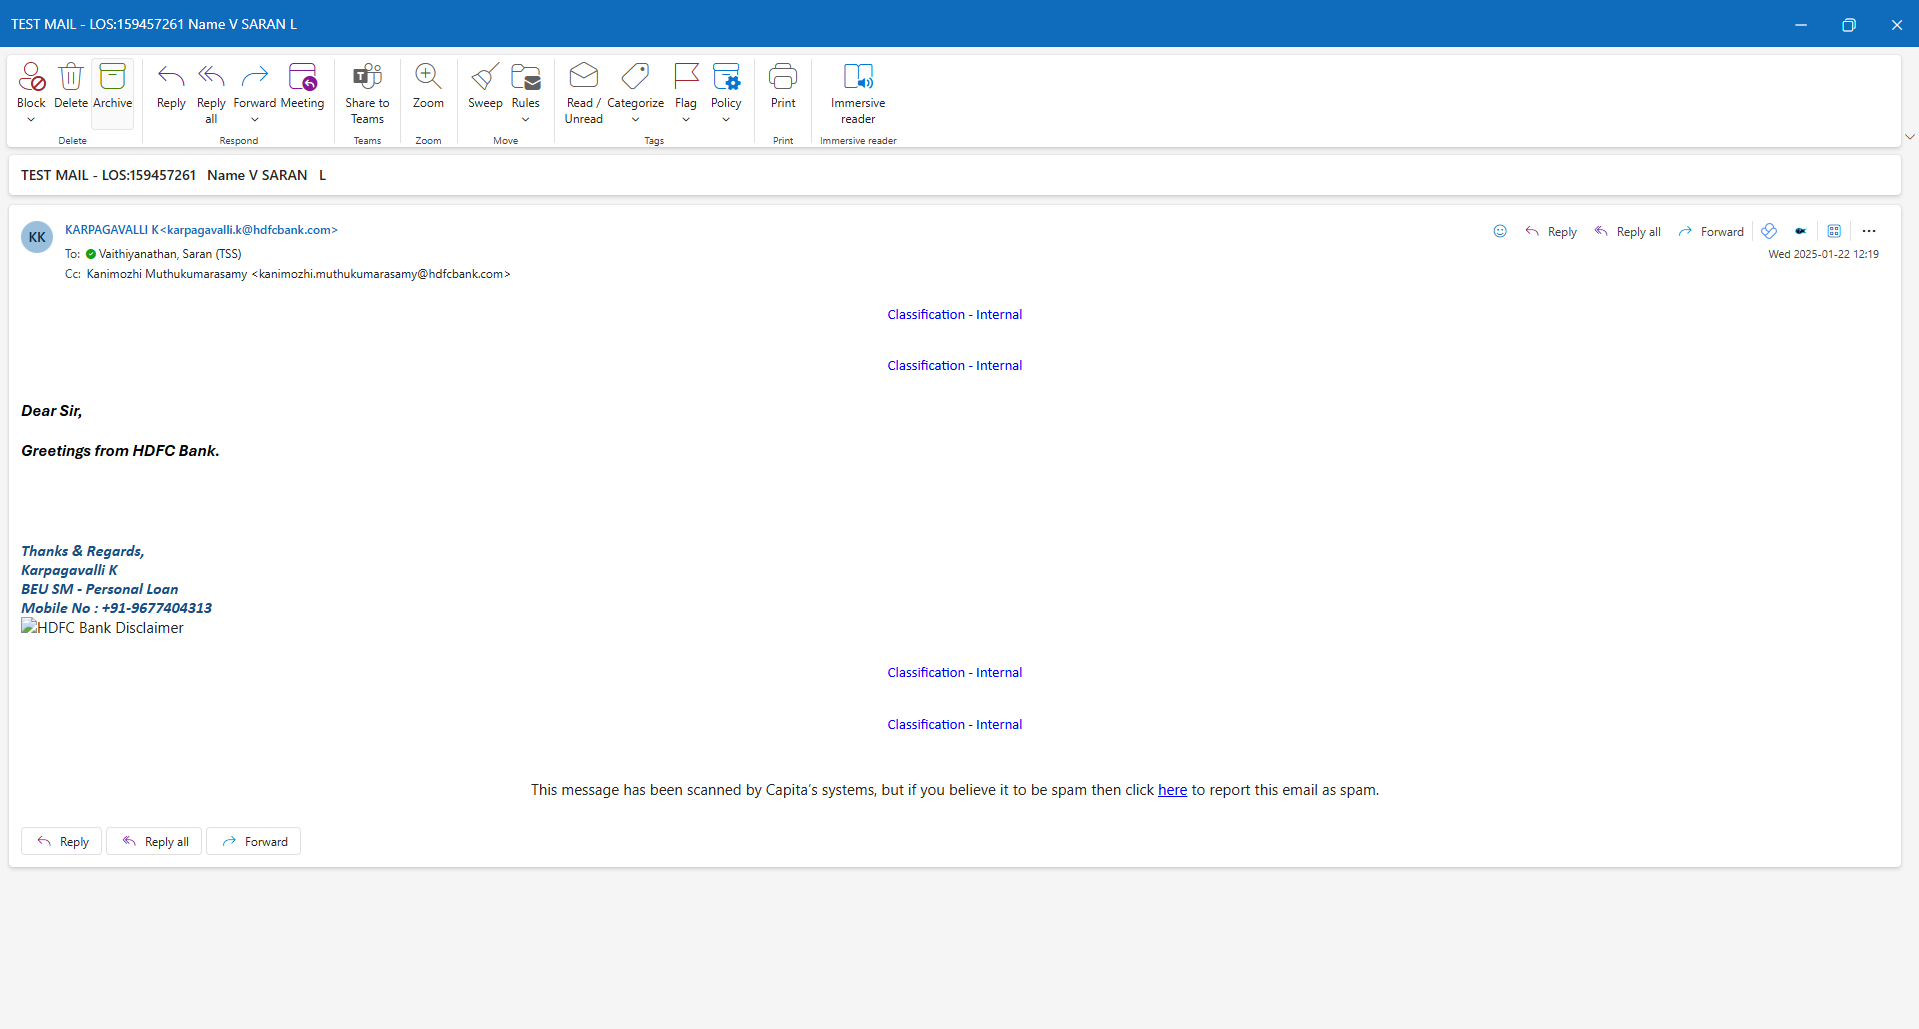 TEST MAIL - LOS:159457261 Name V SARAN L
Block
Delete
Archive
Reply
Reply all
Forward
Meeting
Share to Teams
Zoom
Sweep
Rules
Read / Unread
Categorize
Flag
Policy
Print
Immersive reader
Delete
Respond
Teams
Zoom
Move
Tags
Print
Immersive reader
TEST MAIL - LOS:159457261 Name V SARAN L
KK
KARPAGAVALLI K<karpagavalli.k@hdfcbank.com>
Reply
Reply all
Forward
To: Vaithiyanathan, Saran (TSS)
Wed 2025-01-22 12:19
Cc: Kanimozhi Muthukumarasamy <kanimozhi.muthukumarasamy@hdfcbank.com>
Classification - Internal
Classification - Internal
Dear Sir,
Greetings from HDFC Bank.
Thanks & Regards,
Karpagavalli K
BEU SM - Personal Loan
Mobile No : +91-9677404313
HDFC Bank Disclaimer
Classification - Internal
Classification - Internal
This message has been scanned by Capita's systems, but if you believe it to be spam then click here to report this email as spam.
Reply
Reply all
Forward